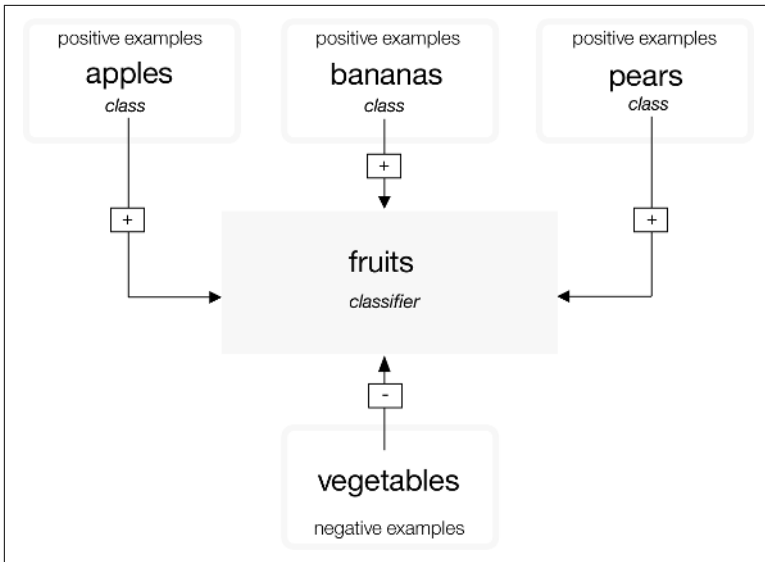 positive examples
apples
class
positive examples
bananas
class
positive examples
pears
class
+
+
+
fruits
classifier
-
vegetables
negative examples